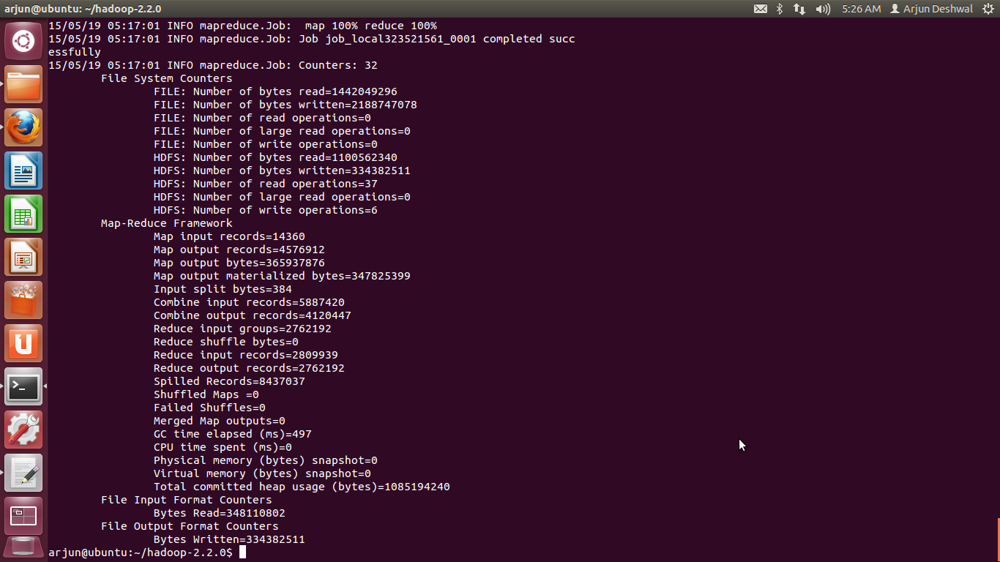 arjun@ubuntu: ~/hadoop-2.2.0 5:26 AM Arjun Deshwal
15/05/19 05:17:01 INFO mapreduce.Job:  map 100% reduce 100%
15/05/19 05:17:01 INFO mapreduce.Job: Job job_local323521561_0001 completed succ
essfully
15/05/19 05:17:01 INFO mapreduce.Job: Counters: 32
File System Counters
FILE: Number of bytes read=1442049296
FILE: Number of bytes written=2188747078
FILE: Number of read operations=0
FILE: Number of large read operations=0
FILE: Number of write operations=0
HDFS: Number of bytes read=1100562340
HDFS: Number of bytes written=334382511
HDFS: Number of read operations=37
HDFS: Number of large read operations=0
HDFS: Number of write operations=6
Map-Reduce Framework
Map input records=14360
Map output records=4576912
Map output bytes=365937876
Map output materialized bytes=347825399
Input split bytes=384
Combine input records=5887420
Combine output records=4120447
Reduce input groups=2762192
Reduce shuffle bytes=0
Reduce input records=2809939
Reduce output records=2762192
Spilled Records=8437037
Shuffled Maps =0
Failed Shuffles=0
Merged Map outputs=0
GC time elapsed (ms)=497
CPU time spent (ms)=0
Physical memory (bytes) snapshot=0
Virtual memory (bytes) snapshot=0
Total committed heap usage (bytes)=1085194240
File Input Format Counters
Bytes Read=348110802
File Output Format Counters
Bytes Written=334382511
arjun@ubuntu:~/hadoop-2.2.0$